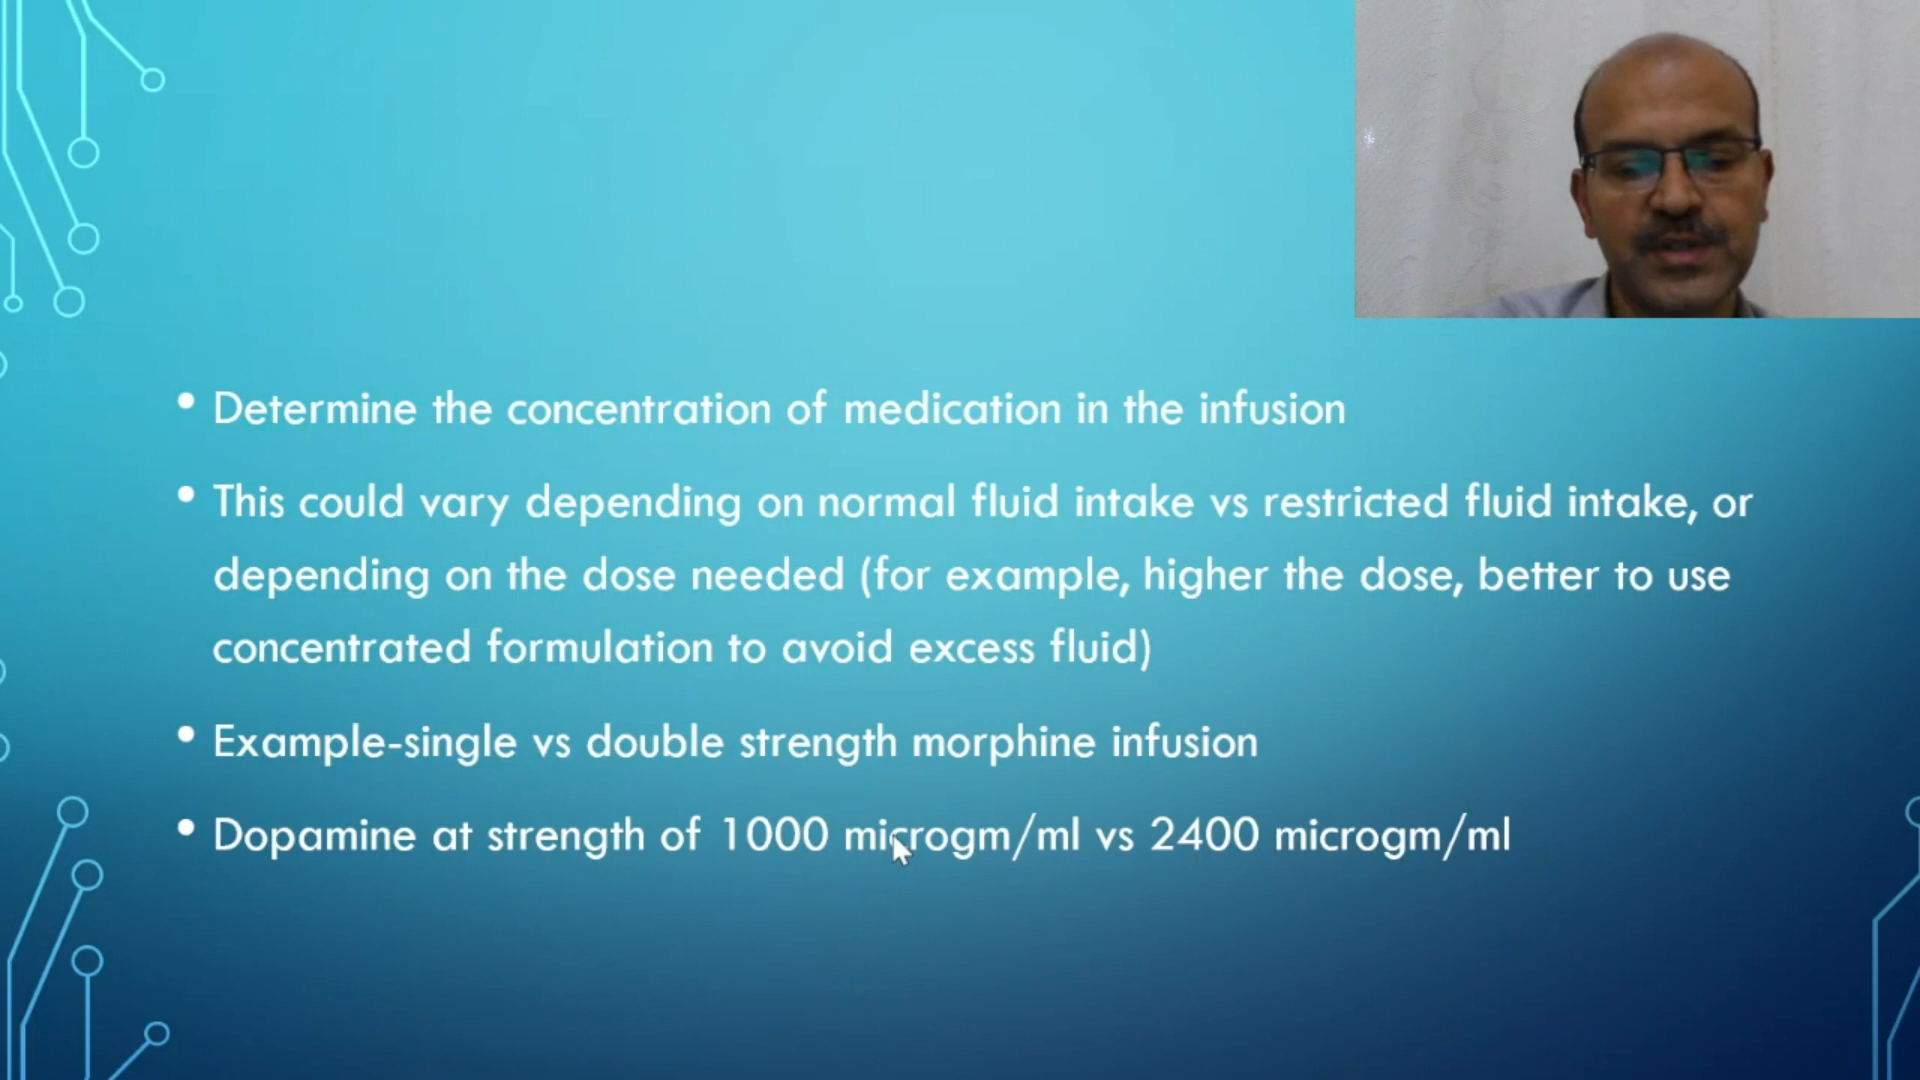 • Determine the concentration of medication in the infusion
• This could vary depending on normal fluid intake vs restricted fluid intake, or
depending on the dose needed (for example, higher the dose, better to use
concentrated formulation to avoid excess fluid)
• Example-single vs double strength morphine infusion
• Dopamine at strength of 1000 microgm/ml vs 2400 microgm/ml